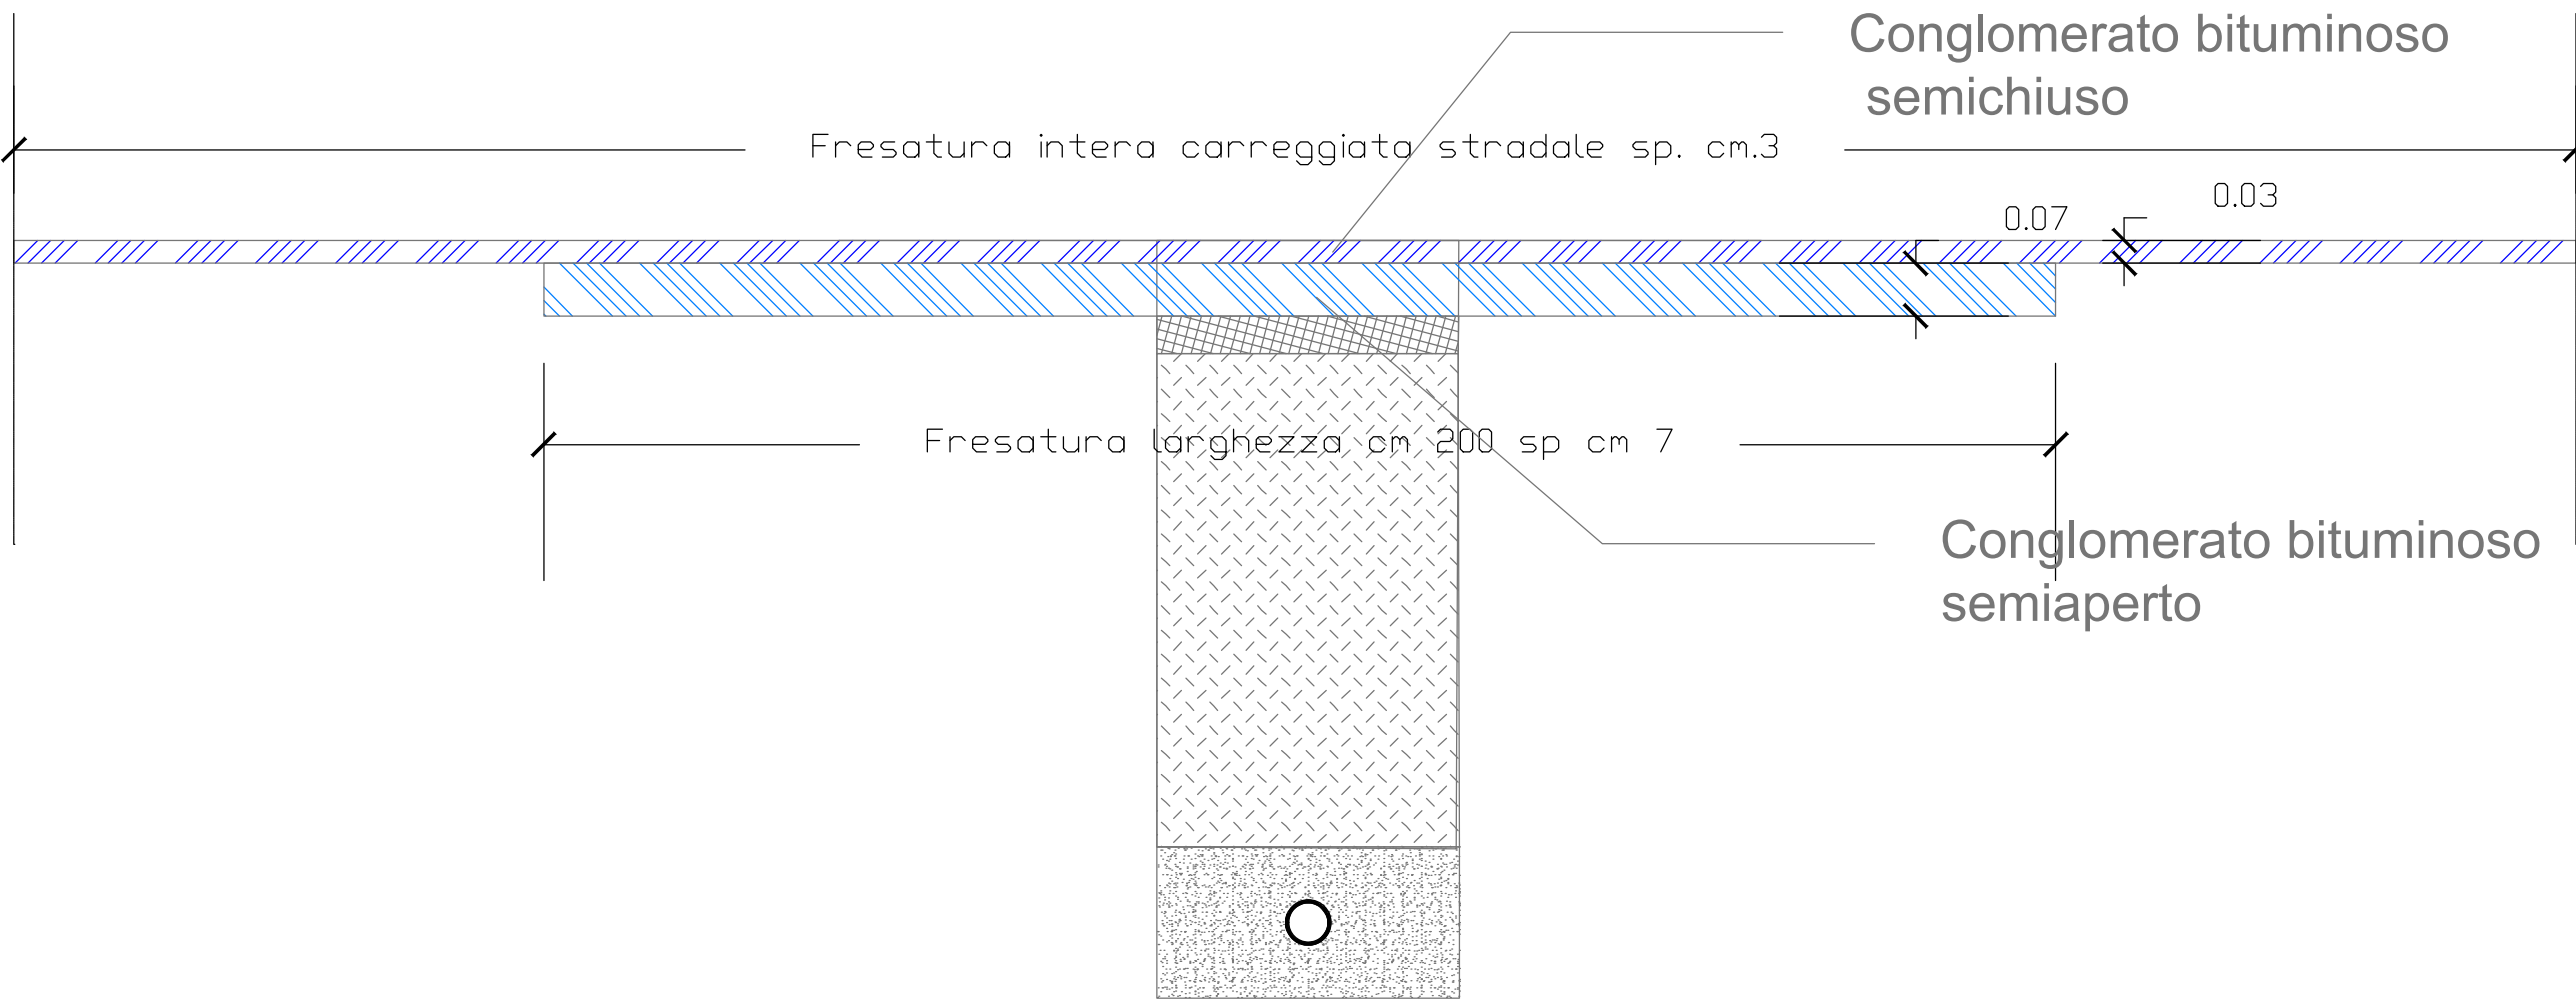 Conglomerato bituminoso
semichiuso
Fresatura intera carreggiata stradale sp. cm.3
0.03
0.07
Fresatura larghezza cm 200 sp cm 7
Conglomerato bituminoso
semiaperto